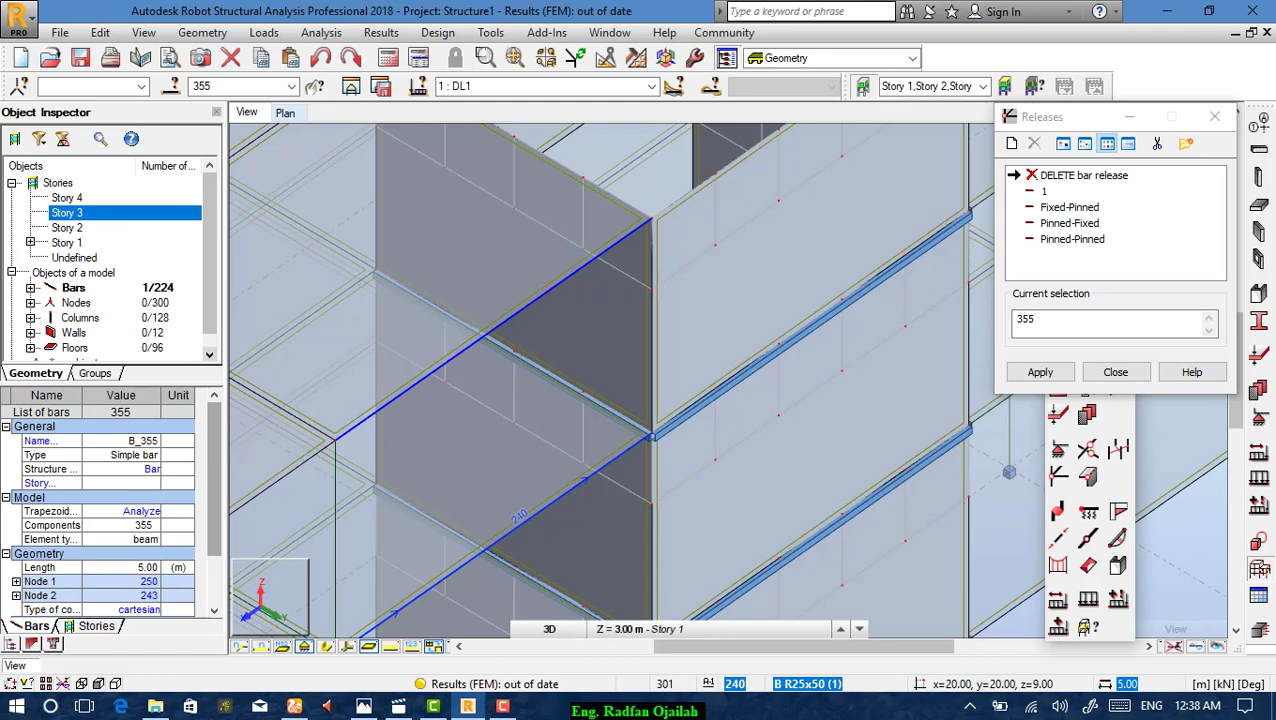 PRO
Autodesk Robot Structural Analysis Professional 2018 - Project: Structure1 - Results (FEM): out of date
Type a keyword or phrase
Sign In
File Edit View Geometry Loads Analysis Results Design Tools Add-Ins Window Help Community
Geometry
355
1 : DL1
Story 1,Story 2,Story
Object Inspector
View
Plan
Objects
Number of...
Stories
Story 4
Story 3
Story 2
Story 1
Undefined
Objects of a model
Bars 1/224
Nodes 0/300
Columns 0/128
Walls 0/12
Floors 0/96
Geometry
Groups
Name Value Unit
List of bars 355
General
Name... B_355
Type Simple bar
Structure ... Bar
Story...
Model
Trapezoid... Analyze
Components 355
Element ty... beam
Geometry
Length 5.00 (m)
Node 1 250
Node 2 243
Type of co... cartesian
Bars
Stories
Releases
DELETE bar release
1
Fixed-Pinned
Pinned-Fixed
Pinned-Pinned
Current selection
355
Apply
Close
Help
240
Z
3D
Z = 3.00 m - Story 1
View
View
Results (FEM): out of date
301
240
B R25x50 (1)
x=20.00, y=20.00, z=9.00
5.00
[m] [kN] [Deg]
Eng. Radfan Ojailah
ENG
12:38 AM